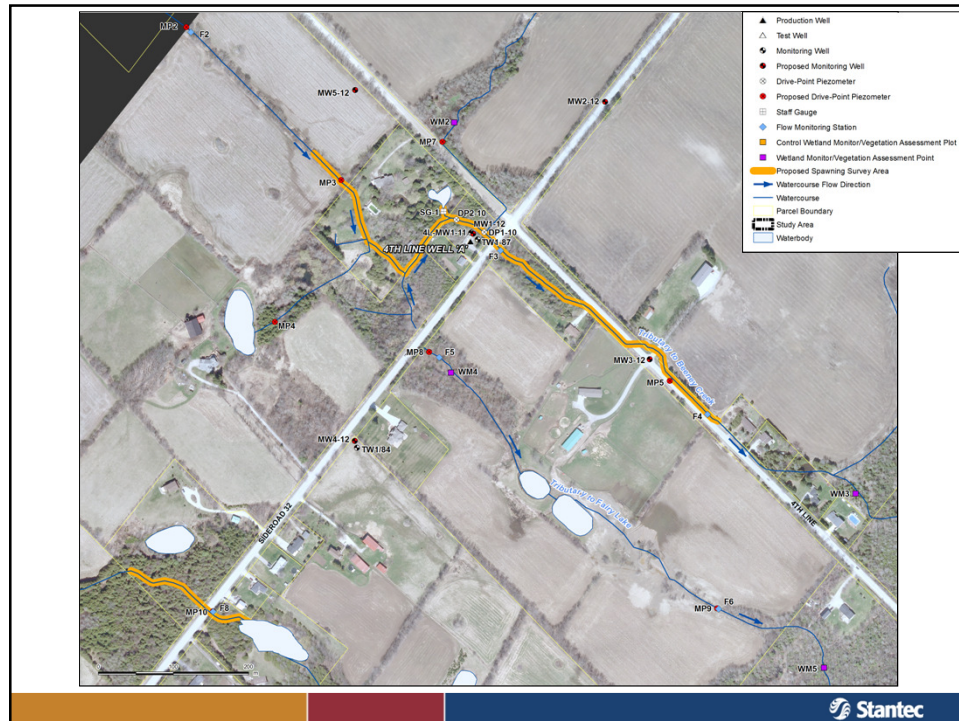 Production Well
Test Well
Monitoring Well
Proposed Monitoring Well
Drive-Point Piezometer
Proposed Drive-Point Piezometer
Staff Gauge
Flow Monitoring Station
Control Wetland Monitor/Vegetation Assessment Plot
Wetland Monitor/Vegetation Assessment Point
Proposed Spawning Survey Area
Watercourse Flow Direction
Watercourse
Parcel Boundary
Study Area
Waterbody
MP2
F2
MW5-12
MW2-12
WM2
MP7
MP3
SG-1
DP2-10
MW1-12
4L-MW1-11
DP1-10
TW1-87
4TH LINE WELL 'A'
F3
MP4
MP8
F5
WM4
MW3-12
MP5
F4
MW4-12
TW1/84
WM3
4TH LINE
Tributary to Fairy Lake
SIDEROAD 32
MP10
F8
MP9
F6
WM5
0
200
Stantec